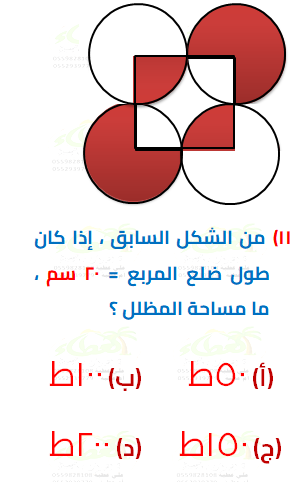 ١١) من الشكل السابق ، إذا كان
طول ضلع المربع = ٢٠ سم ،
ما مساحة المظلل ؟
(أ) ٥٠ط (ب) ١٠٠ط
(ج) ١٥٠ط (د) ٢٠٠ط